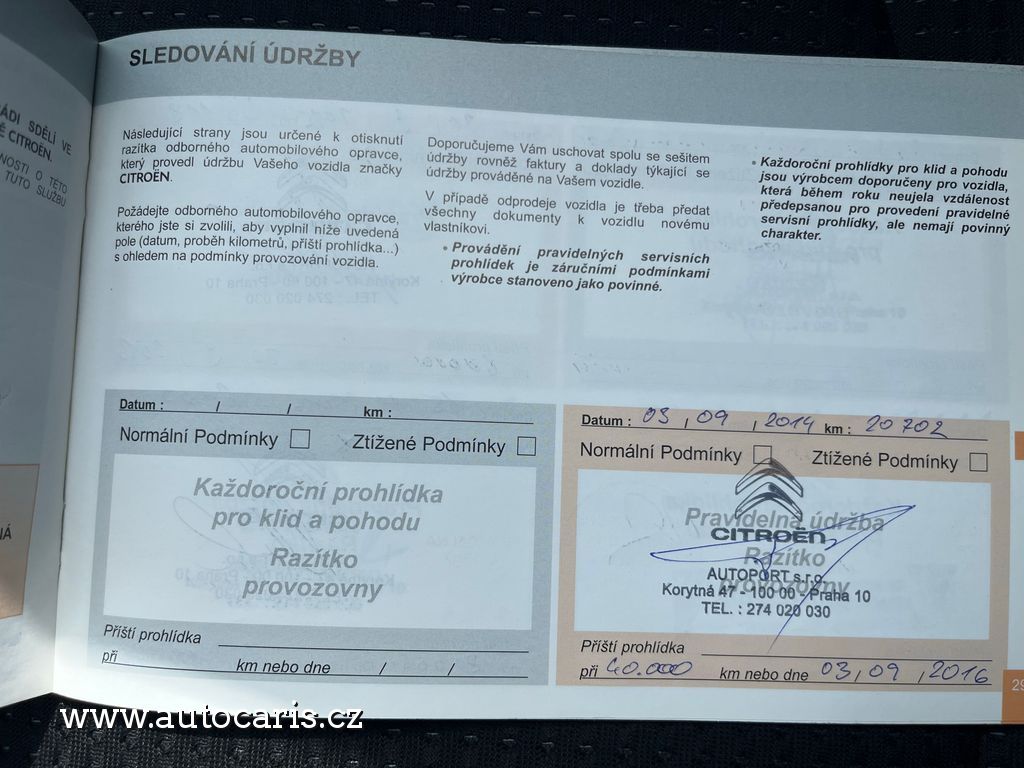 ÁDI SDĚLÍ VE
É CITROËN.
NOSTI O TÉTO
TUTO SLUŽBU
SLEDOVÁNÍ ÚDRŽBY
Následující strany jsou určené k otisknutí
razítka odborného automobilového opravce,
který provedl údržbu Vašeho vozidla značky
CITROËN.
Požádejte odborného automobilového opravce,
kterého jste si zvolili, aby vyplnil níže uvedená
pole (datum, proběh kilometrů, příští prohlídka...)
s ohledem na podmínky provozování vozidla.
Doporučujeme Vám uschovat spolu se sešitem
údržby rovněž faktury a doklady týkající se
údržby prováděné na Vašem vozidle.
V případě odprodeje vozidla je třeba předat
všechny dokumenty k vozidlu novému
vlastníkovi.
• Provádění pravidelných servisních
prohlídek je záručními podmínkami
výrobce stanoveno jako povinné.
• Každoroční prohlídky pro klid a pohodu
jsou výrobcem doporučeny pro vozidla,
která během roku neujela vzdálenost
předepsanou pro provedení pravidelné
servisní prohlídky, ale nemají povinný
charakter.
Datum : / / km :
Normální Podmínky Ztížené Podmínky
Každoroční prohlídka
pro klid a pohodu
Razítko
provozovny
Příští prohlídka
při km nebo dne / /
Datum : 03, 09, 2014 km : 20 702
Normální Podmínky Ztížené Podmínky
Pravidelná údržba
CITROËN
Razítko
AUTOPORT s.r.o.
provozovny
Korytná 47 - 100 00 - Praha 10
TEL. : 274 020 030
Příští prohlídka
při 40.000 km nebo dne 03, 09, 2016
29
www.autocaris.cz